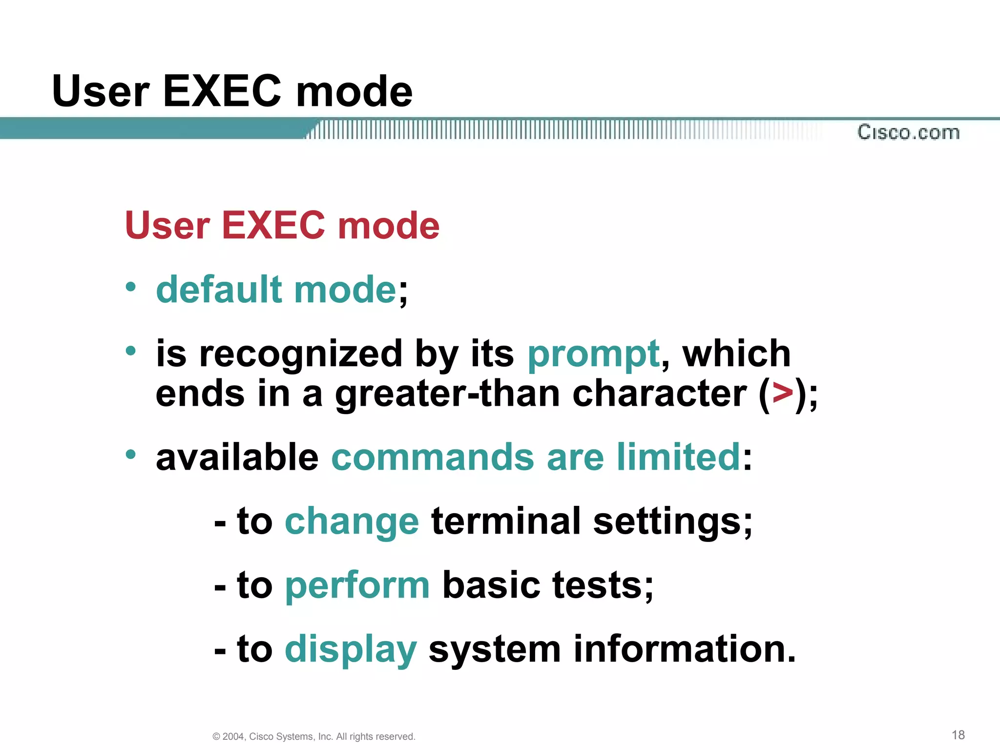 User EXEC mode
Cisco.com
User EXEC mode
• default mode;
• is recognized by its prompt, which
ends in a greater-than character (>);
• available commands are limited:
- to change terminal settings;
- to perform basic tests;
- to display system information.
© 2004, Cisco Systems, Inc. All rights reserved.
18